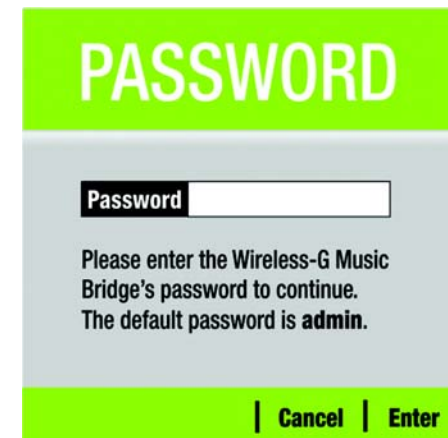 PASSWORD
Password
Please enter the Wireless-G Music
Bridge's password to continue.
The default password is admin.
| Cancel | Enter